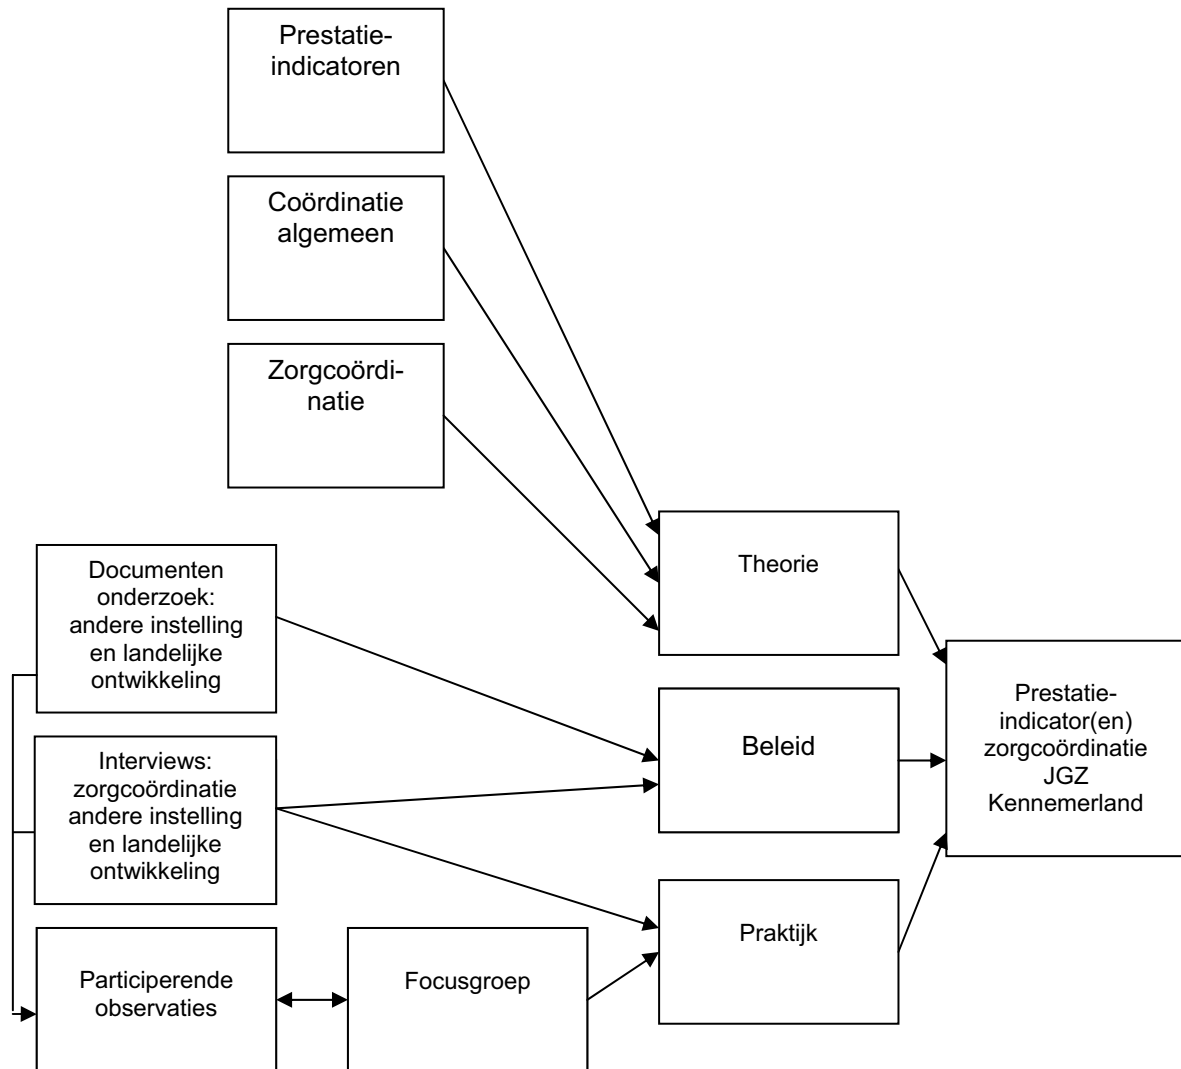 Prestatie-
indicatoren
Coördinatie
algemeen
Zorgcoördi-
natie
Documenten
onderzoek:
andere instelling
en landelijke
ontwikkeling
Interviews:
zorgcoördinatie
andere instelling
en landelijke
ontwikkeling
Participerende
observaties
Focusgroep
Theorie
Beleid
Praktijk
Prestatie-
indicator(en)
zorgcoördinatie
JGZ
Kennemerland